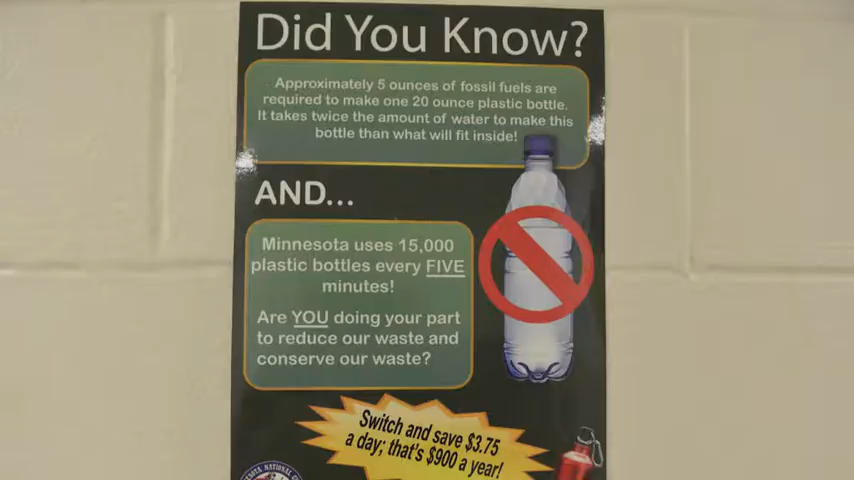 Did You Know?
Approximately 5 ounces of fossil fuels are
required to make one 20 ounce plastic bottle.
It takes twice the amount of water to make this
bottle than what will fit inside!
AND...
Minnesota uses 15,000
plastic bottles every FIVE
minutes!
Are YOU doing your part
to reduce our waste and
conserve our waste?
Switch and save $3.75
a day; that's $900 a year!
NATIONAL